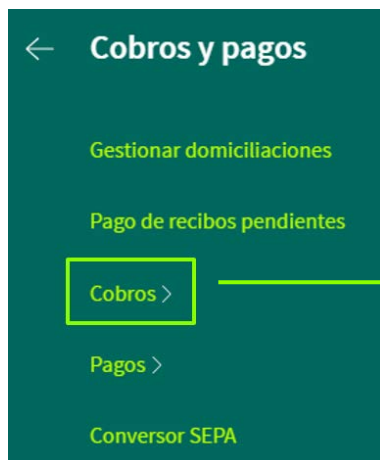 Cobros y pagos
Gestionar domiciliaciones
Pago de recibos pendientes
Cobros >
Pagos >
Conversor SEPA